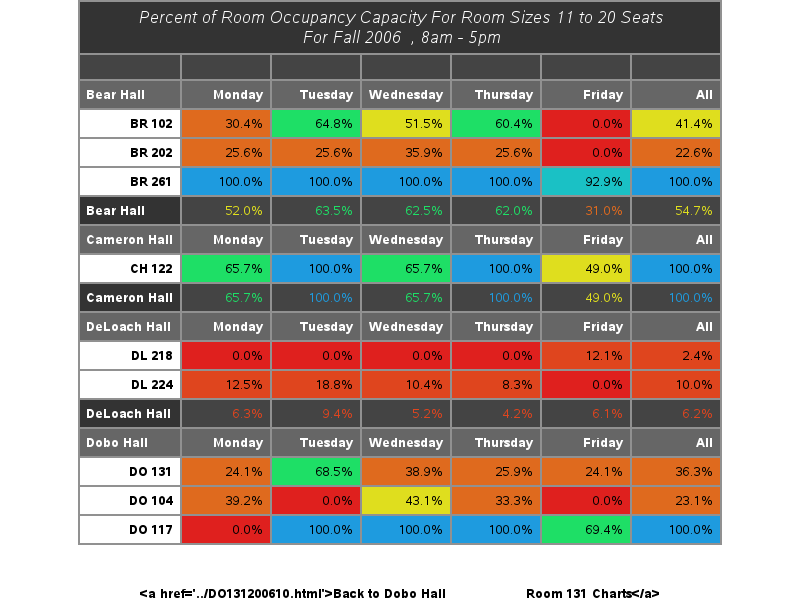 Percent of Room Occupancy Capacity For Room Sizes 11 to 20 Seats
For Fall 2006 , 8am - 5pm
Bear Hall Monday Tuesday Wednesday Thursday Friday All
BR 102 30.4% 64.8% 51.5% 60.4% 0.0% 41.4%
BR 202 25.6% 25.6% 35.9% 25.6% 0.0% 22.6%
BR 261 100.0% 100.0% 100.0% 100.0% 92.9% 100.0%
Bear Hall 52.0% 63.5% 62.5% 62.0% 31.0% 54.7%
Cameron Hall Monday Tuesday Wednesday Thursday Friday All
CH 122 65.7% 100.0% 65.7% 100.0% 49.0% 100.0%
Cameron Hall 65.7% 100.0% 65.7% 100.0% 49.0% 100.0%
DeLoach Hall Monday Tuesday Wednesday Thursday Friday All
DL 218 0.0% 0.0% 0.0% 0.0% 12.1% 2.4%
DL 224 12.5% 18.8% 10.4% 8.3% 0.0% 10.0%
DeLoach Hall 6.3% 9.4% 5.2% 4.2% 6.1% 6.2%
Dobo Hall Monday Tuesday Wednesday Thursday Friday All
DO 131 24.1% 68.5% 38.9% 25.9% 24.1% 36.3%
DO 104 39.2% 0.0% 43.1% 33.3% 0.0% 23.1%
DO 117 0.0% 100.0% 100.0% 100.0% 69.4% 100.0%
<a href='../DO131200610.html'>Back to Dobo Hall Room 131 Charts</a>